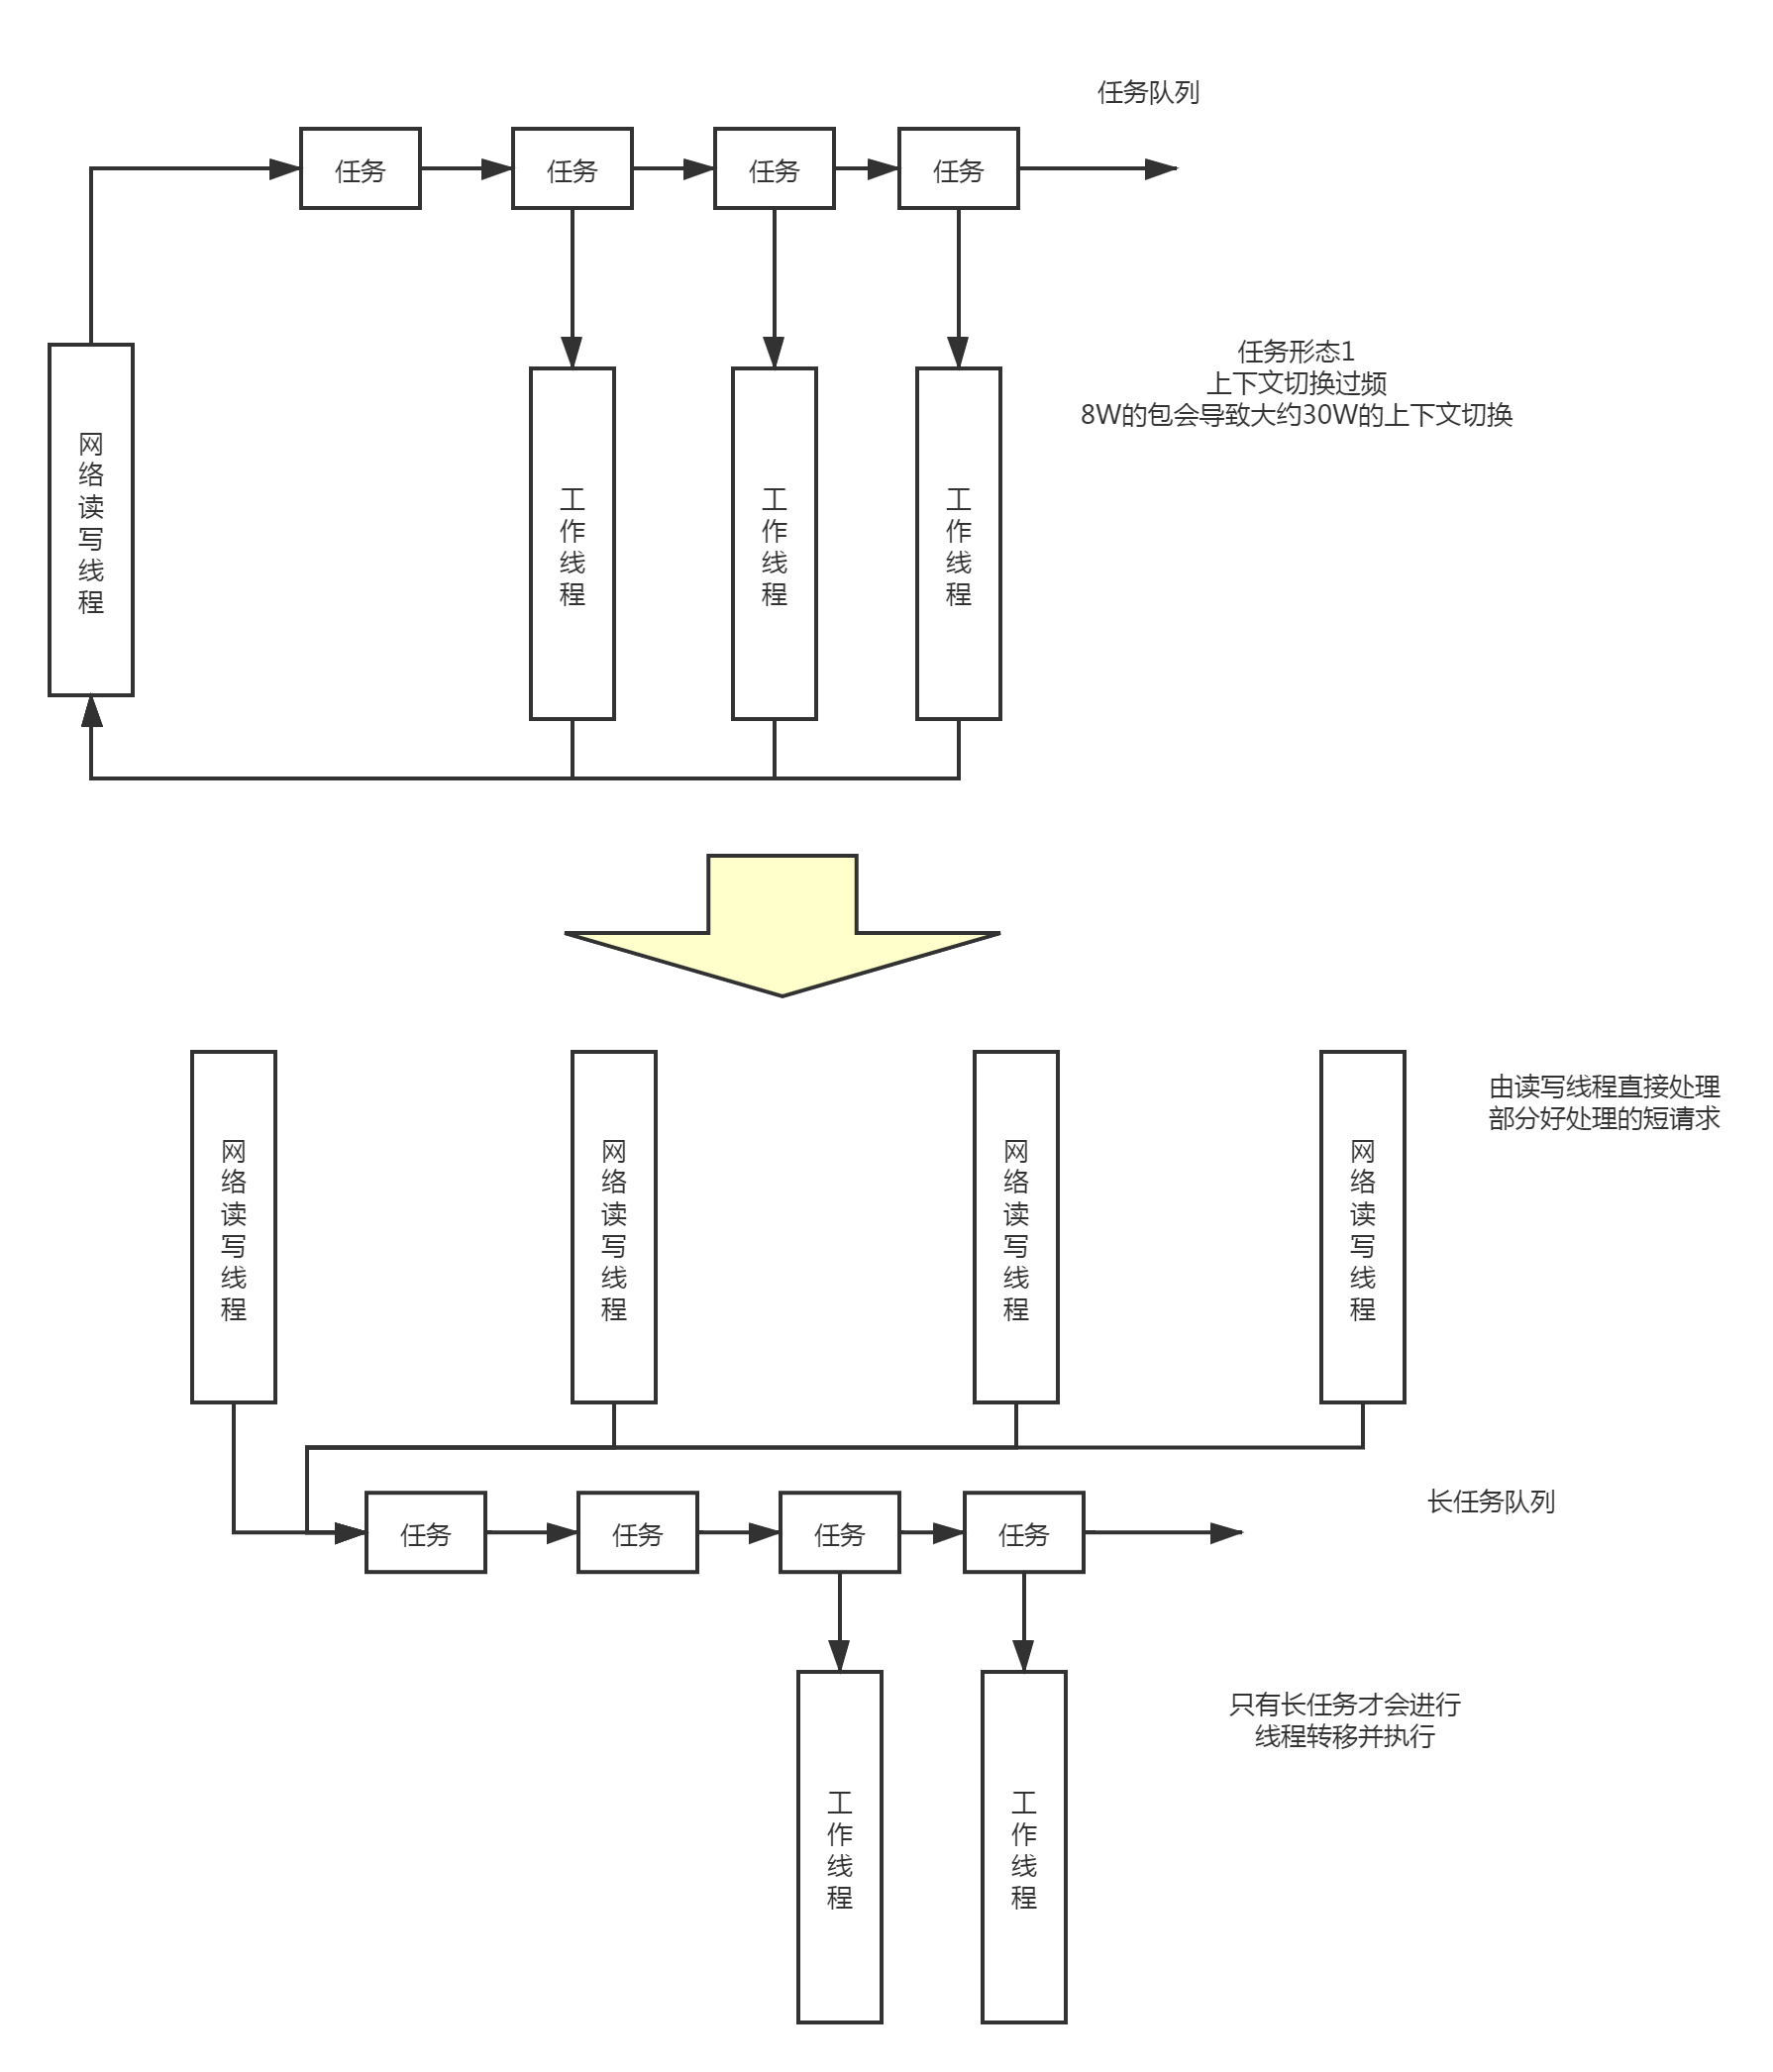 任务队列
任务
任务
任务
任务
任务形态1
上下文切换过频
8W的包会导致大约30W的上下文切换
网络读写线程
工作线程
工作线程
工作线程
网络读写线程
网络读写线程
网络读写线程
网络读写线程
由读写线程直接处理
部分好处理的短请求
长任务队列
任务
任务
任务
任务
只有长任务才会进行
线程转移并执行
工作线程
工作线程